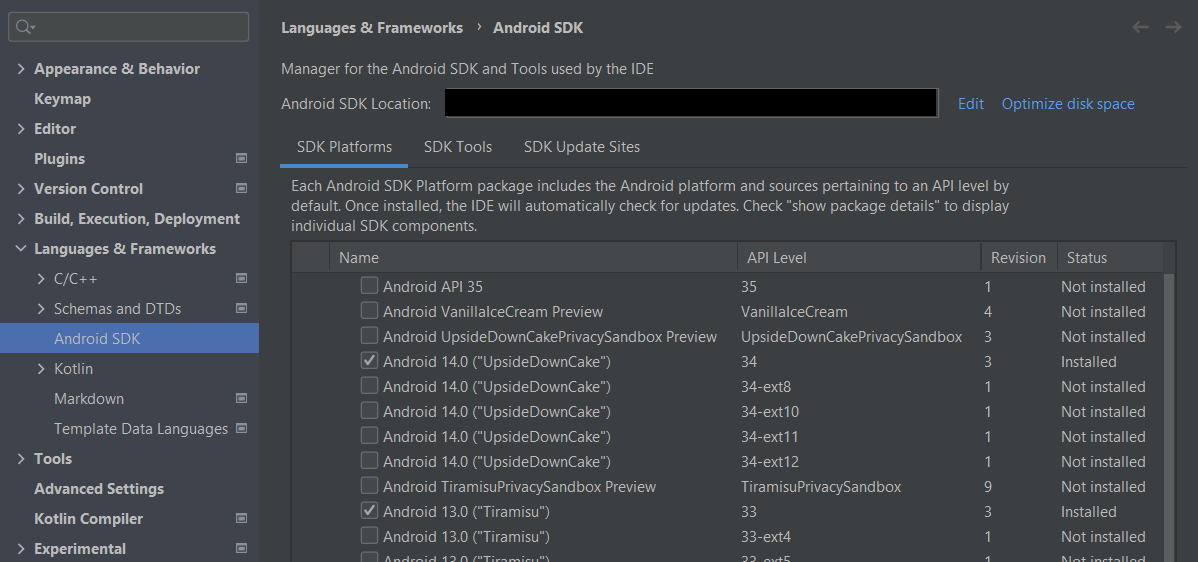 Appearance & Behavior
Keymap
Editor
Plugins
Version Control
Build, Execution, Deployment
Languages & Frameworks
C/C++
Schemas and DTDs
Android SDK
Kotlin
Markdown
Template Data Languages
Tools
Advanced Settings
Kotlin Compiler
Experimental
Languages & Frameworks › Android SDK
Manager for the Android SDK and Tools used by the IDE
Android SDK Location: Edit Optimize disk space
SDK Platforms SDK Tools SDK Update Sites
Each Android SDK Platform package includes the Android platform and sources pertaining to an API level by
default. Once installed, the IDE will automatically check for updates. Check "show package details" to display
individual SDK components.
Name API Level Revision Status
Android API 35 35 1 Not installed
Android VanillaIceCream Preview VanillaIceCream 4 Not installed
Android UpsideDownCakePrivacySandbox Preview UpsideDownCakePrivacySandbox 3 Not installed
Android 14.0 ("UpsideDownCake") 34 3 Installed
Android 14.0 ("UpsideDownCake") 34-ext8 1 Not installed
Android 14.0 ("UpsideDownCake") 34-ext10 1 Not installed
Android 14.0 ("UpsideDownCake") 34-ext11 1 Not installed
Android 14.0 ("UpsideDownCake") 34-ext12 1 Not installed
Android TiramisuPrivacySandbox Preview TiramisuPrivacySandbox 9 Not installed
Android 13.0 ("Tiramisu") 33 3 Installed
Android 13.0 ("Tiramisu") 33-ext4 1 Not installed
Android 13.0 ("Tiramisu") 33-ext5 1 Not installed